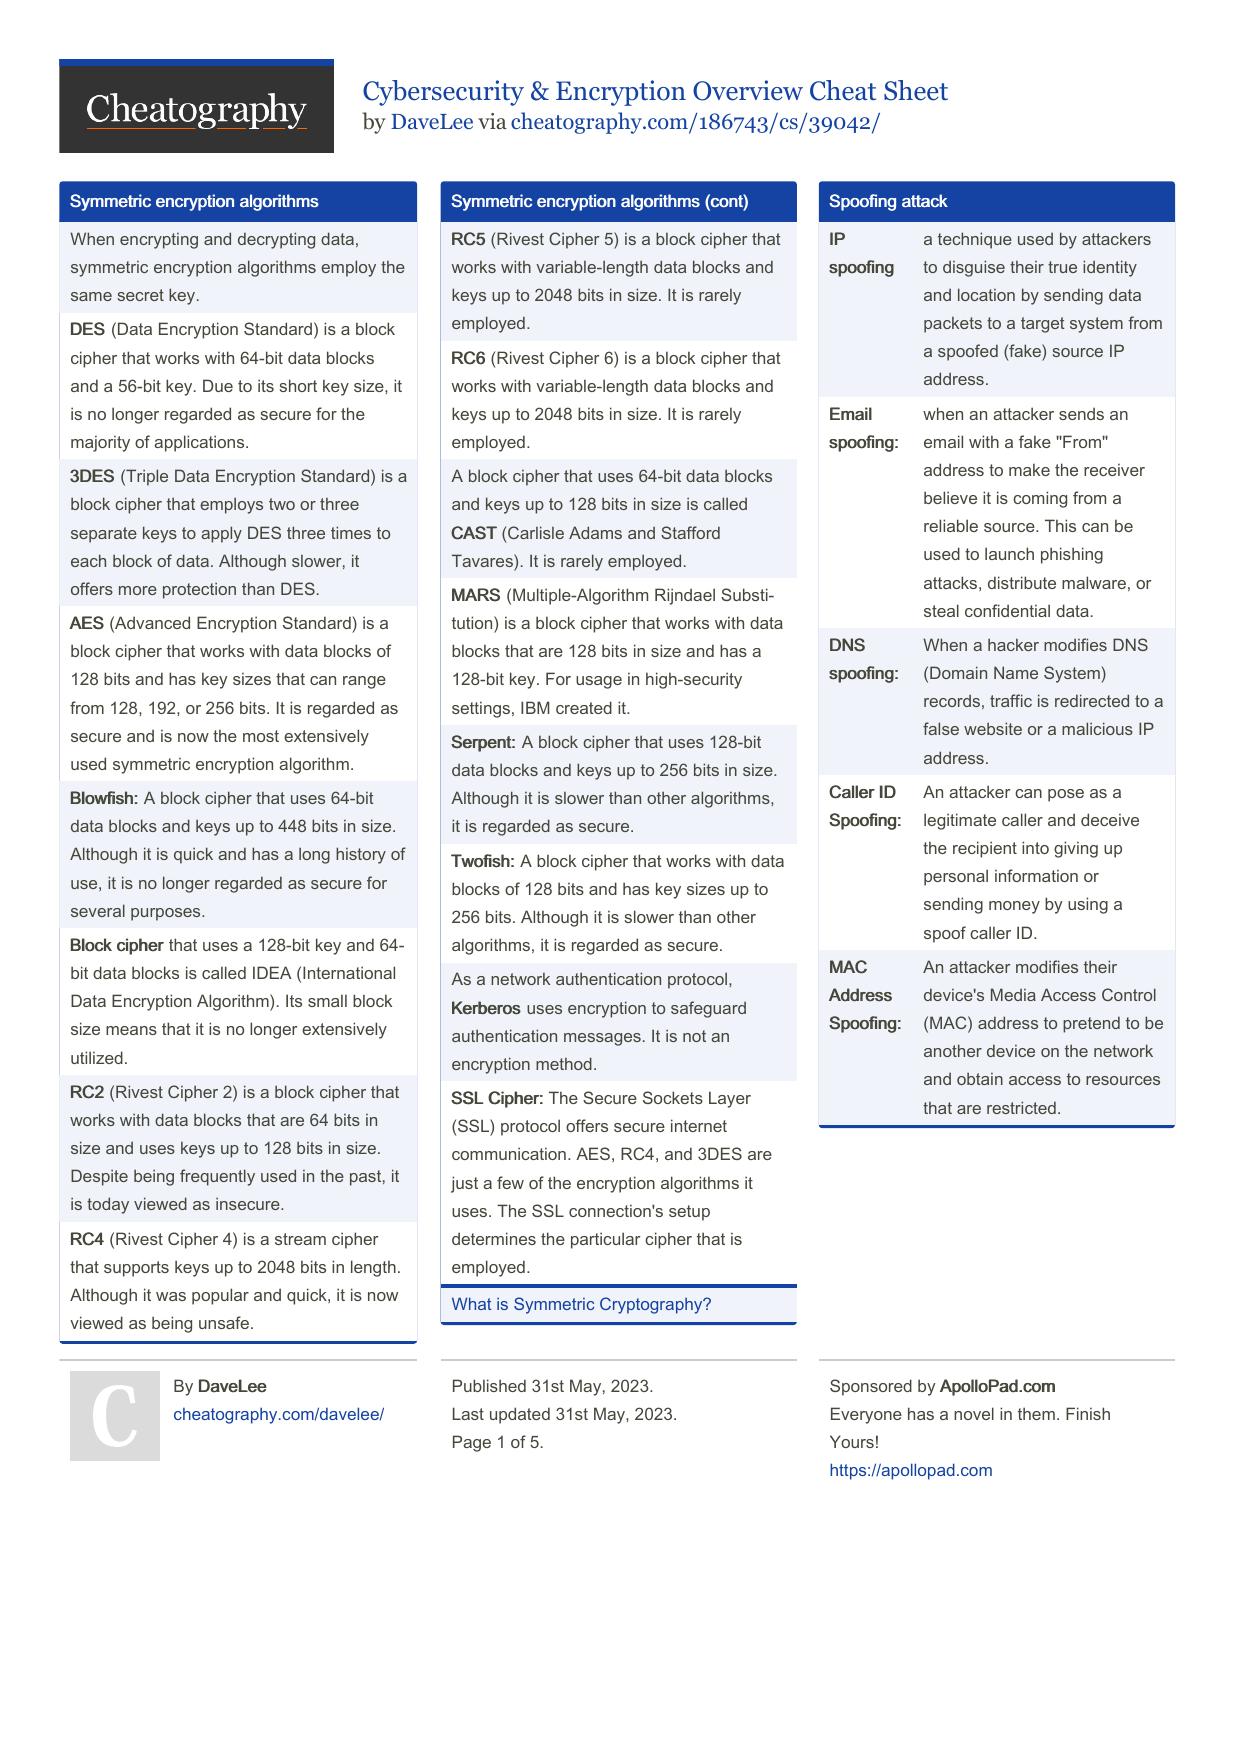 Cheatography
Cybersecurity & Encryption Overview Cheat Sheet
by DaveLee via cheatography.com/186743/cs/39042/
Symmetric encryption algorithms
When encrypting and decrypting data,
symmetric encryption algorithms employ the
same secret key.
DES (Data Encryption Standard) is a block
cipher that works with 64-bit data blocks
and a 56-bit key. Due to its short key size, it
is no longer regarded as secure for the
majority of applications.
3DES (Triple Data Encryption Standard) is a
block cipher that employs two or three
separate keys to apply DES three times to
each block of data. Although slower, it
offers more protection than DES.
AES (Advanced Encryption Standard) is a
block cipher that works with data blocks of
128 bits and has key sizes that can range
from 128, 192, or 256 bits. It is regarded as
secure and is now the most extensively
used symmetric encryption algorithm.
Blowfish: A block cipher that uses 64-bit
data blocks and keys up to 448 bits in size.
Although it is quick and has a long history of
use, it is no longer regarded as secure for
several purposes.
Block cipher that uses a 128-bit key and 64-
bit data blocks is called IDEA (International
Data Encryption Algorithm). Its small block
size means that it is no longer extensively
utilized.
RC2 (Rivest Cipher 2) is a block cipher that
works with data blocks that are 64 bits in
size and uses keys up to 128 bits in size.
Despite being frequently used in the past, it
is today viewed as insecure.
RC4 (Rivest Cipher 4) is a stream cipher
that supports keys up to 2048 bits in length.
Although it was popular and quick, it is now
viewed as being unsafe.
Symmetric encryption algorithms (cont)
RC5 (Rivest Cipher 5) is a block cipher that
works with variable-length data blocks and
keys up to 2048 bits in size. It is rarely
employed.
RC6 (Rivest Cipher 6) is a block cipher that
works with variable-length data blocks and
keys up to 2048 bits in size. It is rarely
employed.
A block cipher that uses 64-bit data blocks
and keys up to 128 bits in size is called
CAST (Carlisle Adams and Stafford
Tavares). It is rarely employed.
MARS (Multiple-Algorithm Rijndael Substi-
tution) is a block cipher that works with data
blocks that are 128 bits in size and has a
128-bit key. For usage in high-security
settings, IBM created it.
Serpent: A block cipher that uses 128-bit
data blocks and keys up to 256 bits in size.
Although it is slower than other algorithms,
it is regarded as secure.
Twofish: A block cipher that works with data
blocks of 128 bits and has key sizes up to
256 bits. Although it is slower than other
algorithms, it is regarded as secure.
As a network authentication protocol,
Kerberos uses encryption to safeguard
authentication messages. It is not an
encryption method.
SSL Cipher: The Secure Sockets Layer
(SSL) protocol offers secure internet
communication. AES, RC4, and 3DES are
just a few of the encryption algorithms it
uses. The SSL connection's setup
determines the particular cipher that is
employed.
What is Symmetric Cryptography?
Spoofing attack
IP
spoofing
a technique used by attackers
to disguise their true identity
and location by sending data
packets to a target system from
a spoofed (fake) source IP
address.
Email
spoofing:
when an attacker sends an
email with a fake "From"
address to make the receiver
believe it is coming from a
reliable source. This can be
used to launch phishing
attacks, distribute malware, or
steal confidential data.
DNS
spoofing:
When a hacker modifies DNS
(Domain Name System)
records, traffic is redirected to a
false website or a malicious IP
address.
Caller ID
Spoofing:
An attacker can pose as a
legitimate caller and deceive
the recipient into giving up
personal information or
sending money by using a
spoof caller ID.
MAC
Address
Spoofing:
An attacker modifies their
device's Media Access Control
(MAC) address to pretend to be
another device on the network
and obtain access to resources
that are restricted.
C
By DaveLee
cheatography.com/davelee/
Published 31st May, 2023.
Last updated 31st May, 2023.
Page 1 of 5.
Sponsored by ApolloPad.com
Everyone has a novel in them. Finish
Yours!
https://apollopad.com